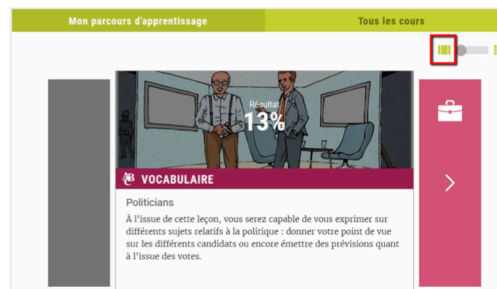 Mon parcours d'apprentissage
Tous les cours
Résultat
13%
VOCABULAIRE
Politicians
À l'issue de cette leçon, vous serez capable de vous exprimer sur
différents sujets relatifs à la politique : donner votre point de vue
sur les différents candidats ou encore émettre des prévisions quant
à l'issue des votes.